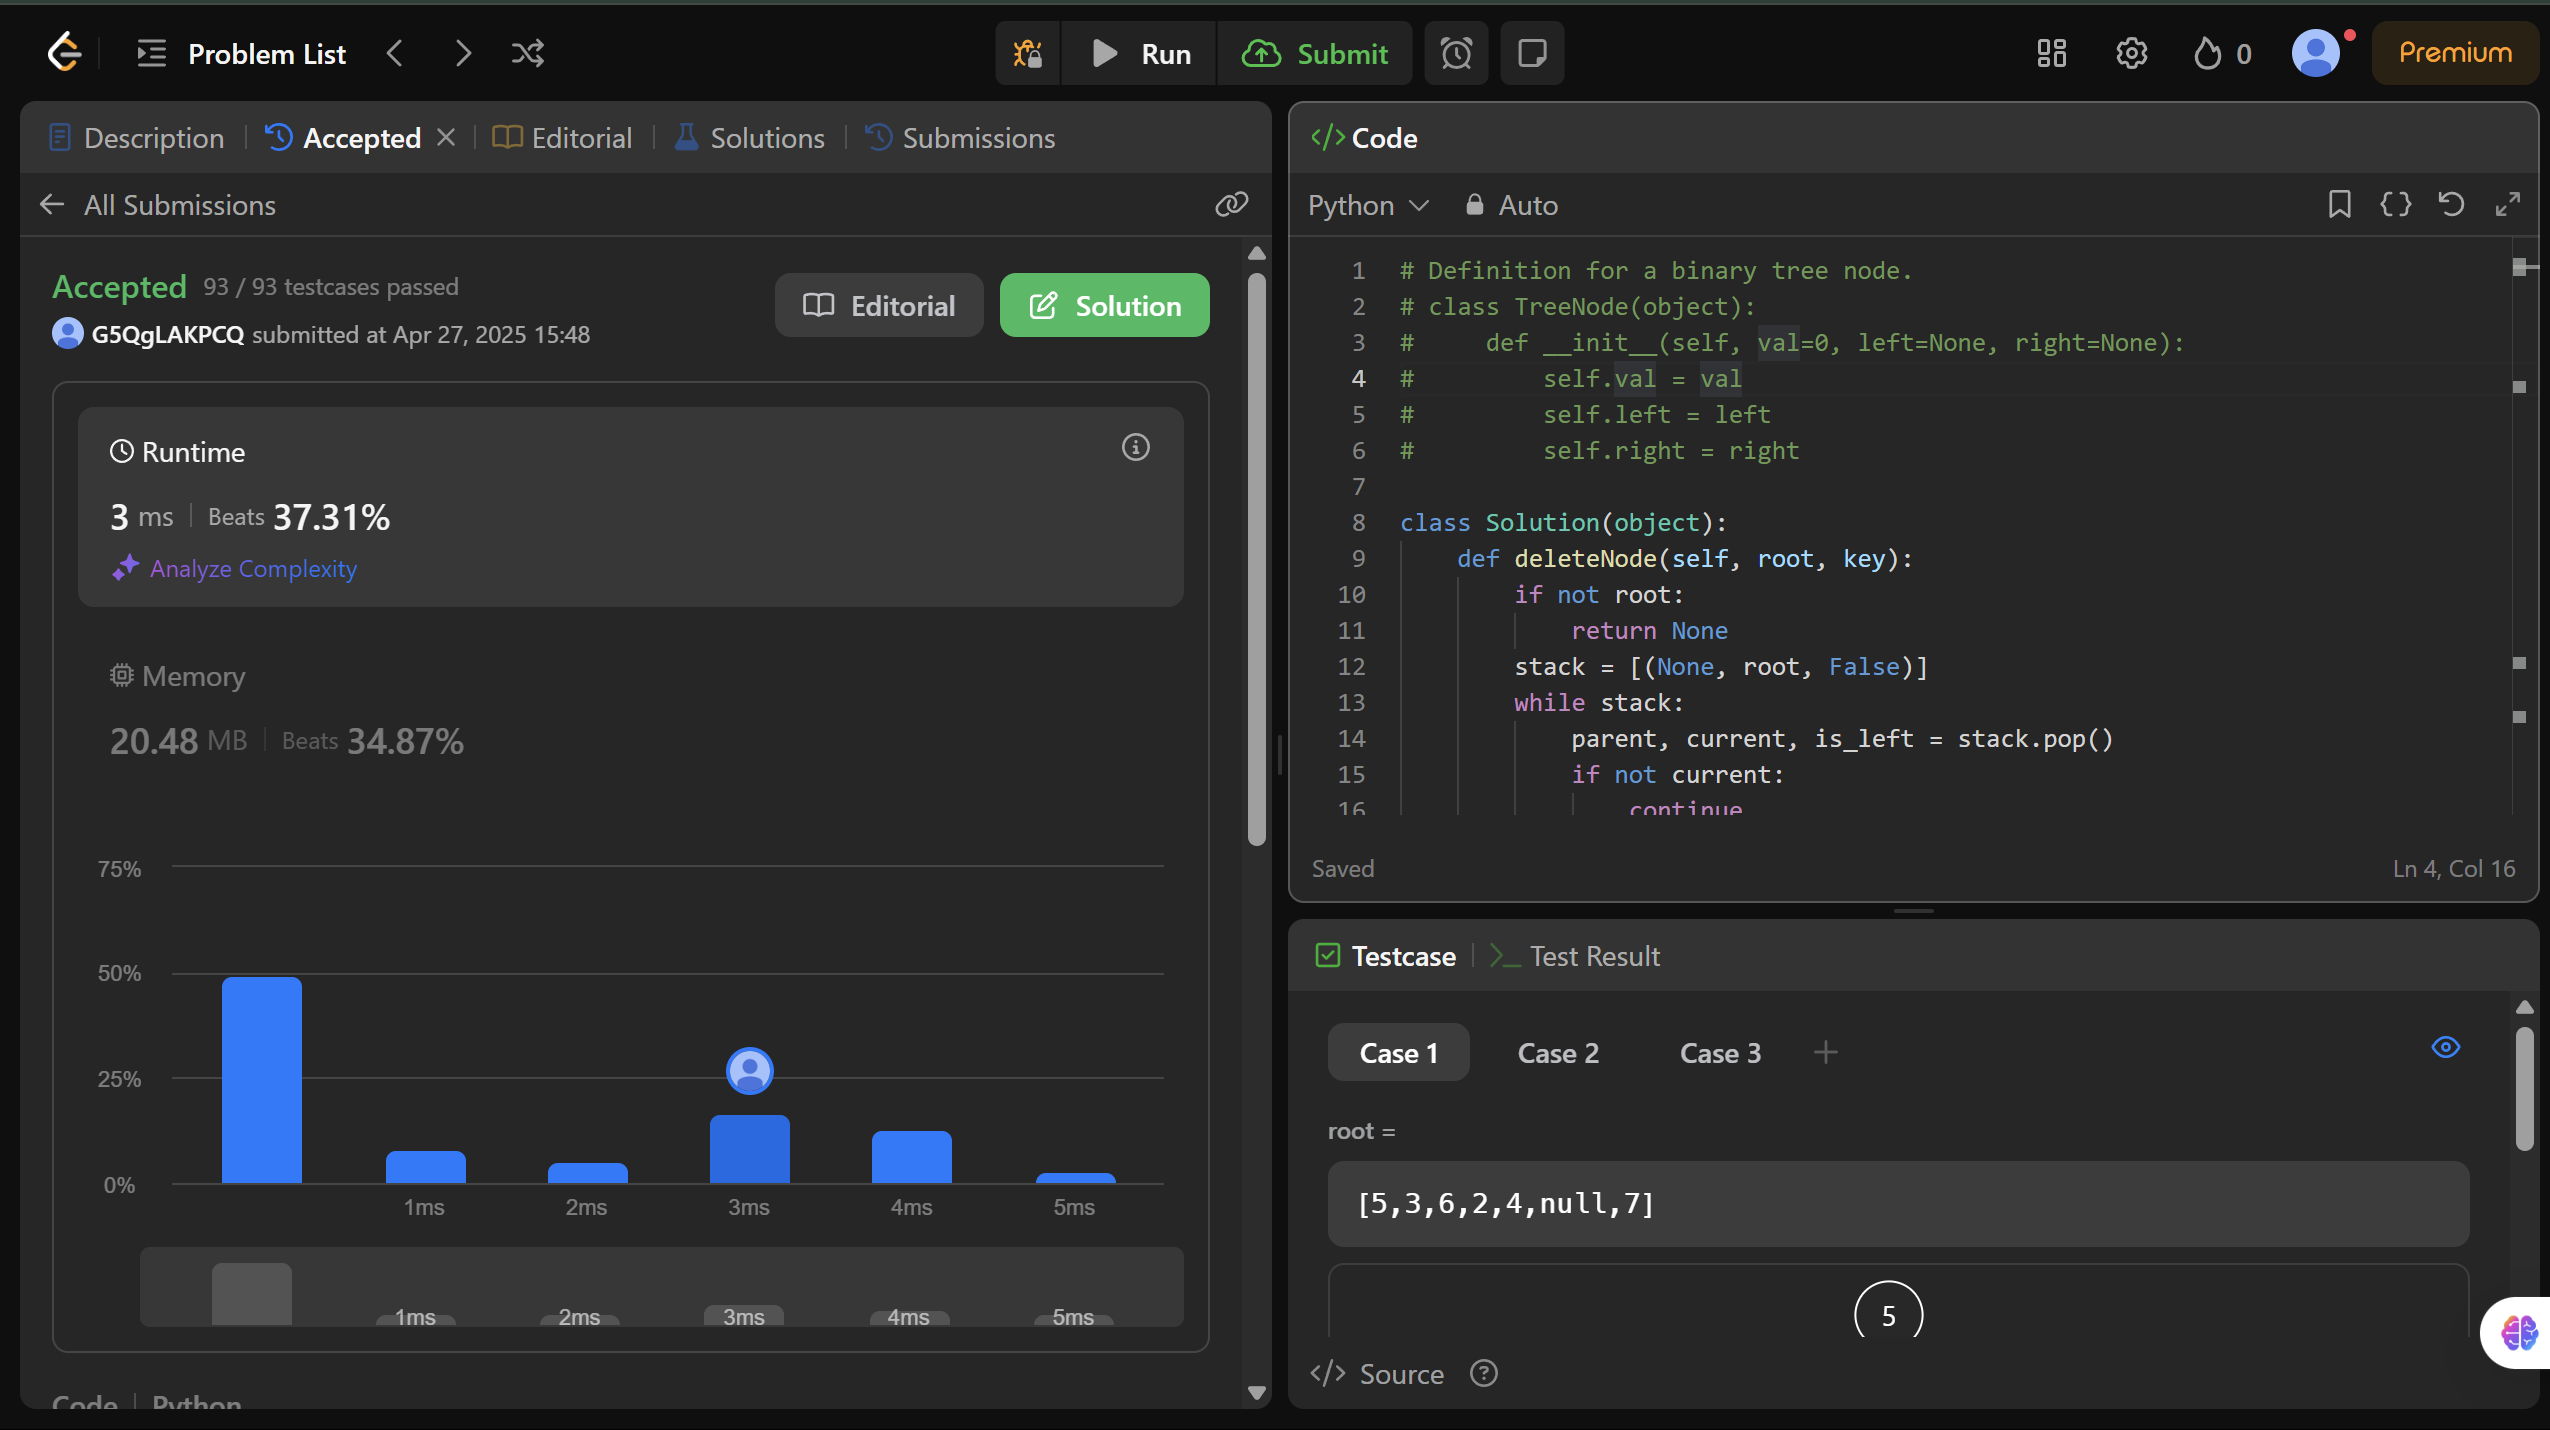 Problem List
Run
Submit
0
Premium
Description
Accepted
Editorial
Solutions
Submissions
All Submissions
Accepted 93 / 93 testcases passed
G5QgLAKPCQ submitted at Apr 27, 2025 15:48
Editorial
Solution
Runtime
3 ms Beats 37.31%
Analyze Complexity
Memory
20.48 MB Beats 34.87%
75%
50%
25%
0%
1ms 2ms 3ms 4ms 5ms
1ms 2ms 3ms 4ms 5ms
Code | Python
</> Code
Python
Auto
1 # Definition for a binary tree node.
2 # class TreeNode(object):
3 #     def __init__(self, val=0, left=None, right=None):
4 #         self.val = val
5 #         self.left = left
6 #         self.right = right
7
8 class Solution(object):
9     def deleteNode(self, root, key):
10         if not root:
11             return None
12         stack = [(None, root, False)]
13         while stack:
14             parent, current, is_left = stack.pop()
15             if not current:
16                 continue
Saved
Ln 4, Col 16
Testcase
Test Result
Case 1
Case 2
Case 3
root =
[5,3,6,2,4,null,7]
5
</> Source